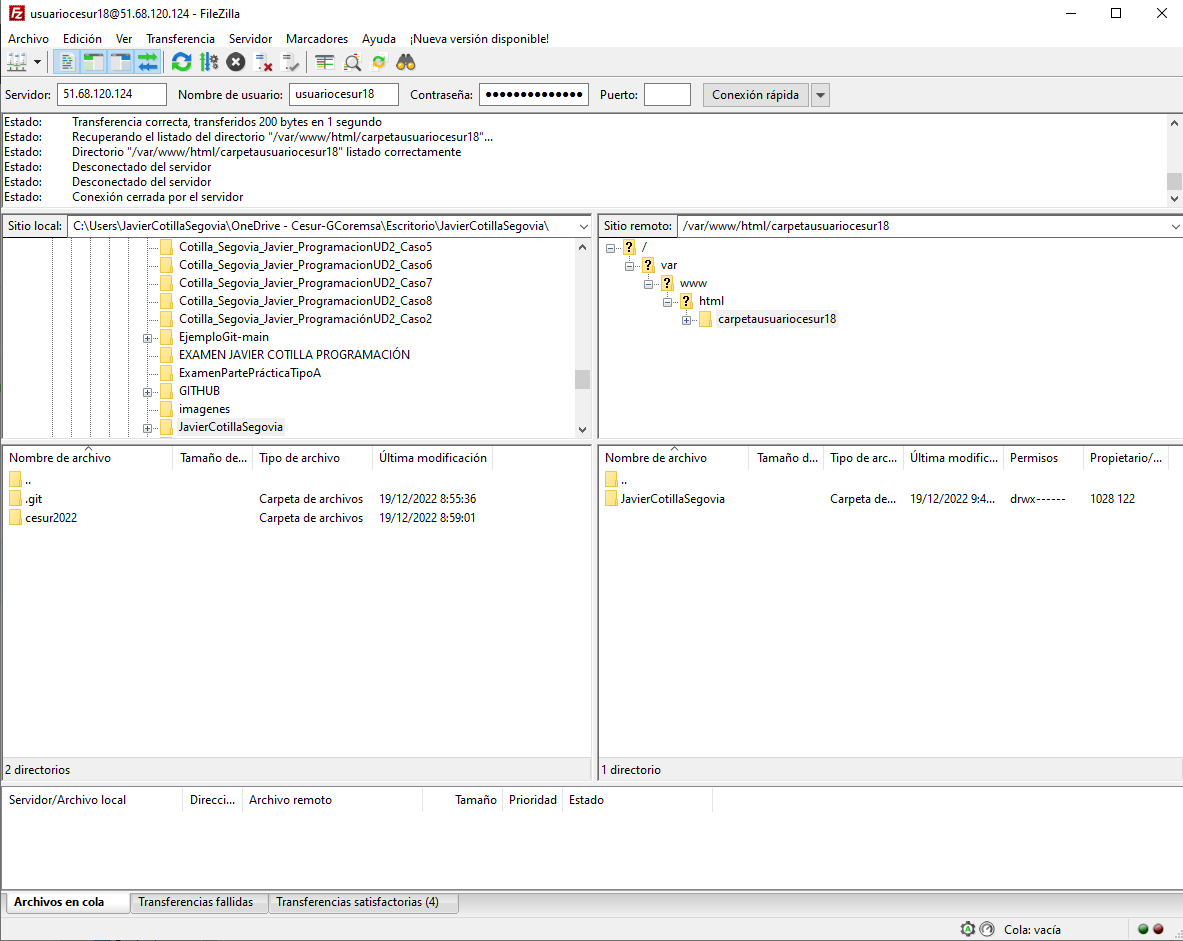 usuariocesur18@51.68.120.124 - FileZilla
Archivo Edición Ver Transferencia Servidor Marcadores Ayuda ¡Nueva versión disponible!
Servidor: 51.68.120.124 Nombre de usuario: usuariocesur18 Contraseña: ●●●●●●●●●●●●●● Puerto: Conexión rápida
Estado: Transferencia correcta, transferidos 200 bytes en 1 segundo
Estado: Recuperando el listado del directorio "/var/www/html/carpetausuariocesur18"...
Estado: Directorio "/var/www/html/carpetausuariocesur18" listado correctamente
Estado: Desconectado del servidor
Estado: Desconectado del servidor
Estado: Conexión cerrada por el servidor
Sitio local: C:\Users\JavierCotillaSegovia\OneDrive - Cesur-GCoremsa\Escritorio\JavierCotillaSegovia\
Cotilla_Segovia_Javier_ProgramacionUD2_Caso5
Cotilla_Segovia_Javier_ProgramacionUD2_Caso6
Cotilla_Segovia_Javier_ProgramacionUD2_Caso7
Cotilla_Segovia_Javier_ProgramacionUD2_Caso8
Cotilla_Segovia_Javier_ProgramaciónUD2_Caso2
EjemploGit-main
EXAMEN JAVIER COTILLA PROGRAMACIÓN
ExamenPartePrácticaTipoA
GITHUB
imagenes
JavierCotillaSegovia
Sitio remoto: /var/www/html/carpetausuariocesur18
/
var
www
html
carpetausuariocesur18
Nombre de archivo Tamaño de... Tipo de archivo Última modificación
..
.git Carpeta de archivos 19/12/2022 8:55:36
cesur2022 Carpeta de archivos 19/12/2022 8:59:01
2 directorios
Nombre de archivo Tamaño d... Tipo de arc... Última modific... Permisos Propietario/...
..
JavierCotillaSegovia Carpeta de... 19/12/2022 9:4... drwx------ 1028 122
1 directorio
Servidor/Archivo local Direcci... Archivo remoto Tamaño Prioridad Estado
Archivos en cola Transferencias fallidas Transferencias satisfactorias (4)
Cola: vacía